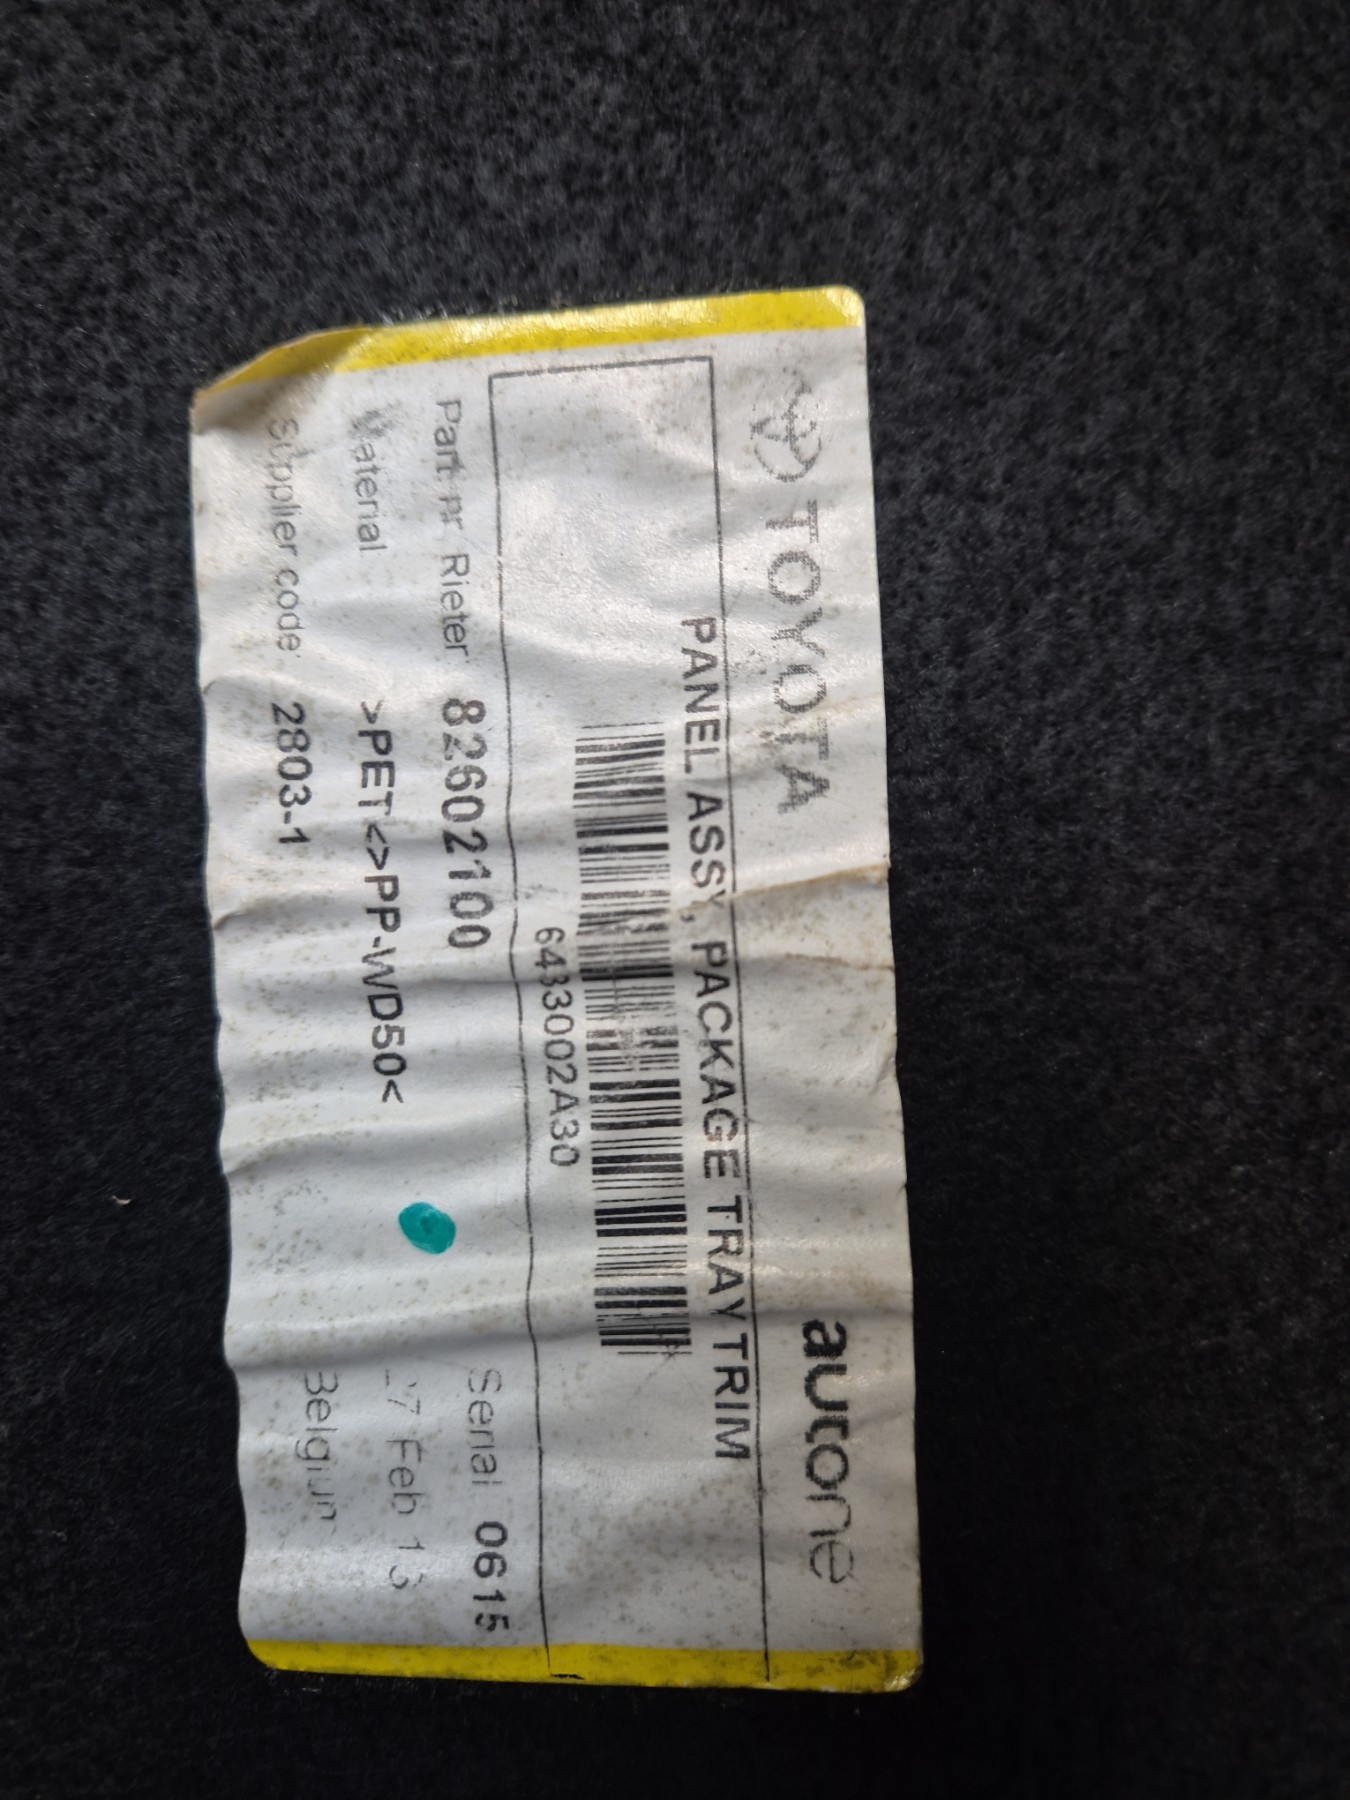 TOYOTA autone
PANEL ASSY, PACKAGE TRAY TRIM
6433002A30
Part nr Rieter: 82602100 Serial 0615
Material >PET<>PP-WD50< Feb
Supplier code: 2803-1 Belgium